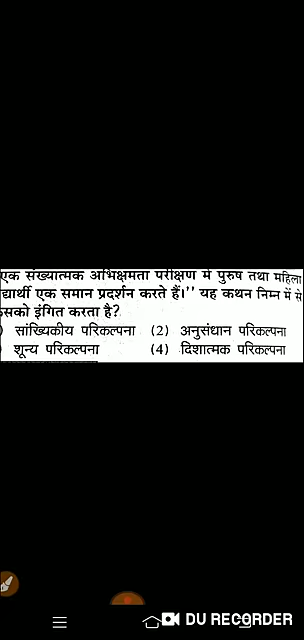 एक संख्यात्मक अभिक्षमता परीक्षण में पुरुष तथा महिला
द्यार्थी एक समान प्रदर्शन करते हैं।'' यह कथन निम्न में से
सको इंगित करता है?
) सांख्यिकीय परिकल्पना (2) अनुसंधान परिकल्पना
) शून्य परिकल्पना (4) दिशात्मक परिकल्पना
DU RECORDER